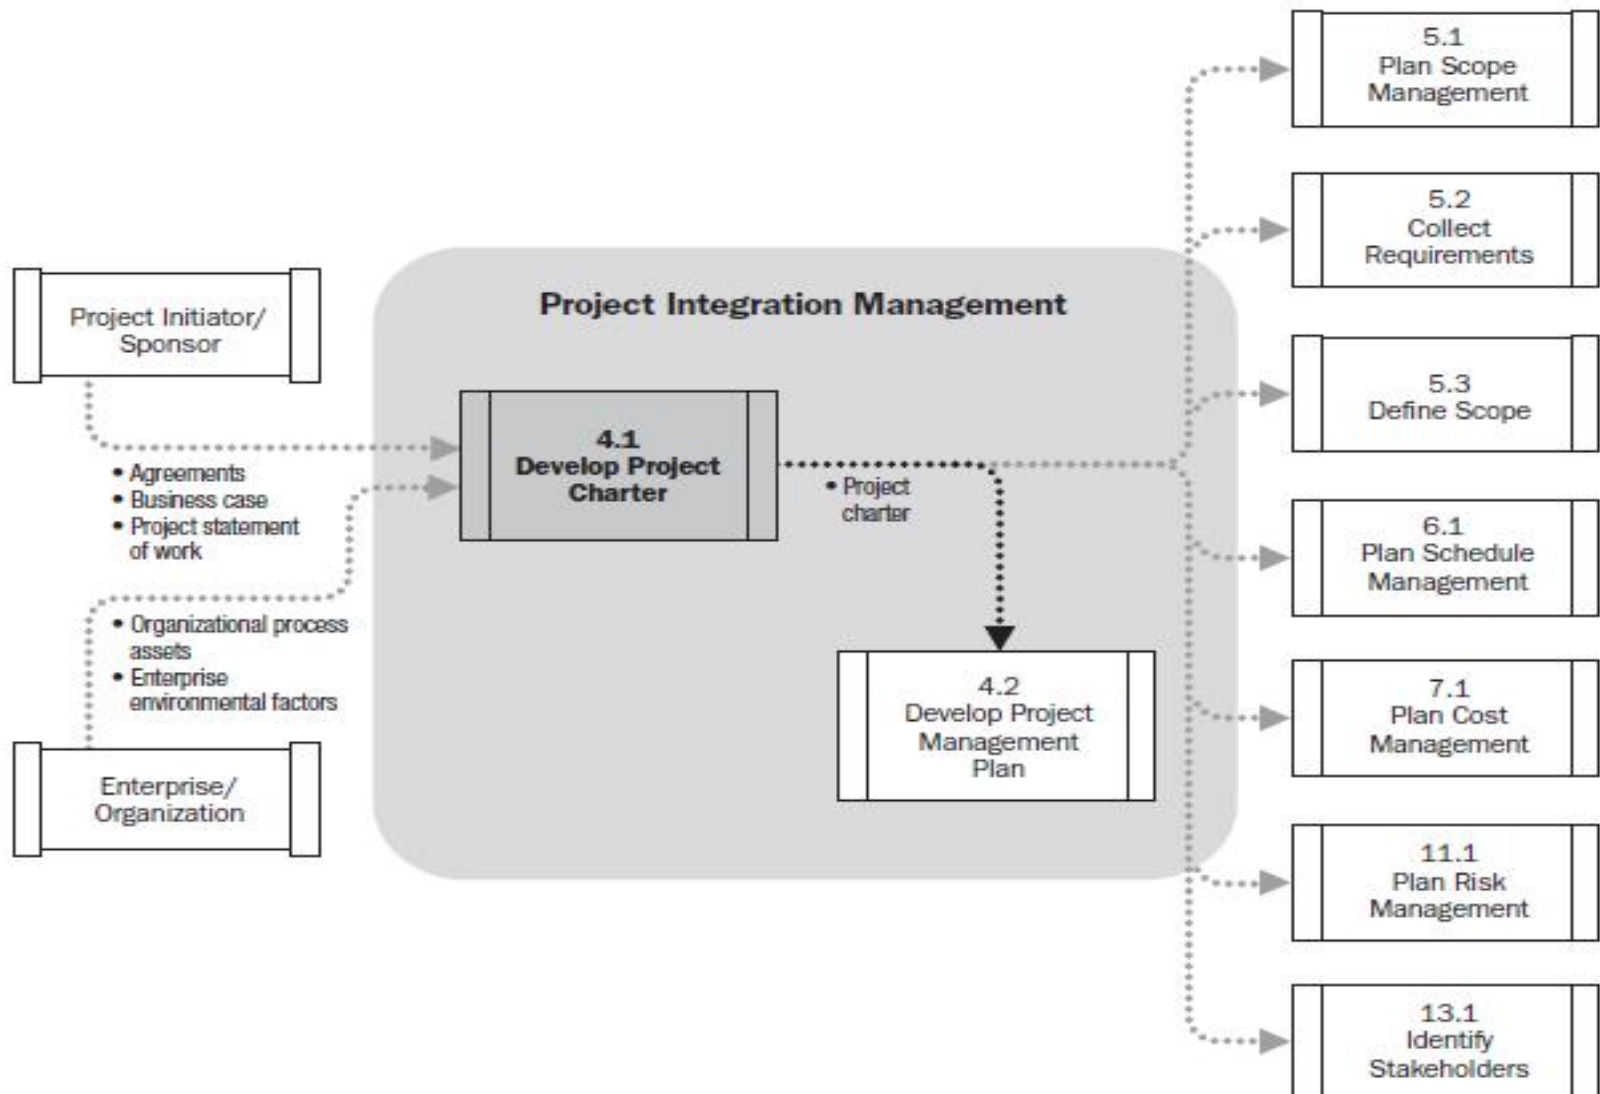 Project Initiator/
Sponsor
• Agreements
• Business case
• Project statement
of work
• Organizational process
assets
• Enterprise
environmental factors
Enterprise/
Organization
Project Integration Management
4.1
Develop Project
Charter
• Project
charter
4.2
Develop Project
Management
Plan
5.1
Plan Scope
Management
5.2
Collect
Requirements
5.3
Define Scope
6.1
Plan Schedule
Management
7.1
Plan Cost
Management
11.1
Plan Risk
Management
13.1
Identify
Stakeholders